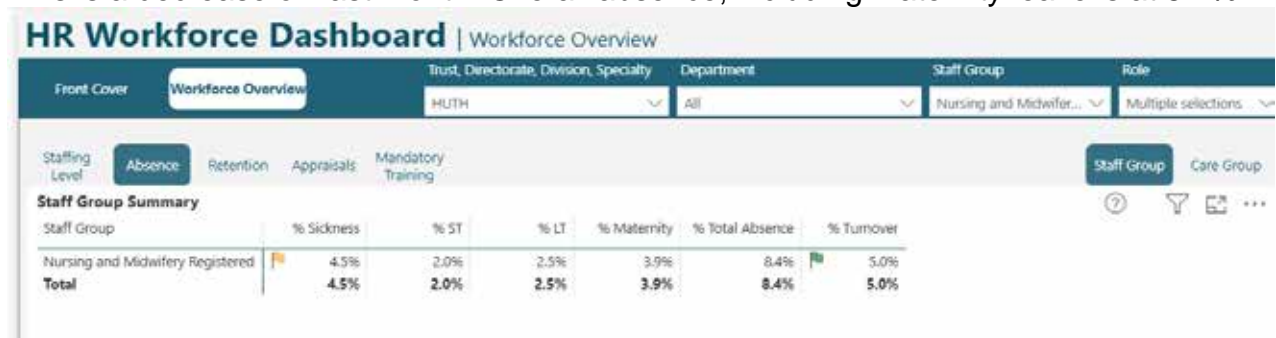 HR Workforce Dashboard | Workforce Overview
Trust, Directorate, Division, Specialty Department Staff Group Role
Front Cover Workforce Overview
HUTH All Nursing and Midwifer... Multiple selections
Staffing Level Absence Retention Appraisals Mandatory Training Staff Group Care Group
Staff Group Summary
Staff Group % Sickness % ST % LT % Maternity % Total Absence % Turnover
Nursing and Midwifery Registered 4.5% 2.0% 2.5% 3.9% 8.4% 5.0%
Total 4.5% 2.0% 2.5% 3.9% 8.4% 5.0%